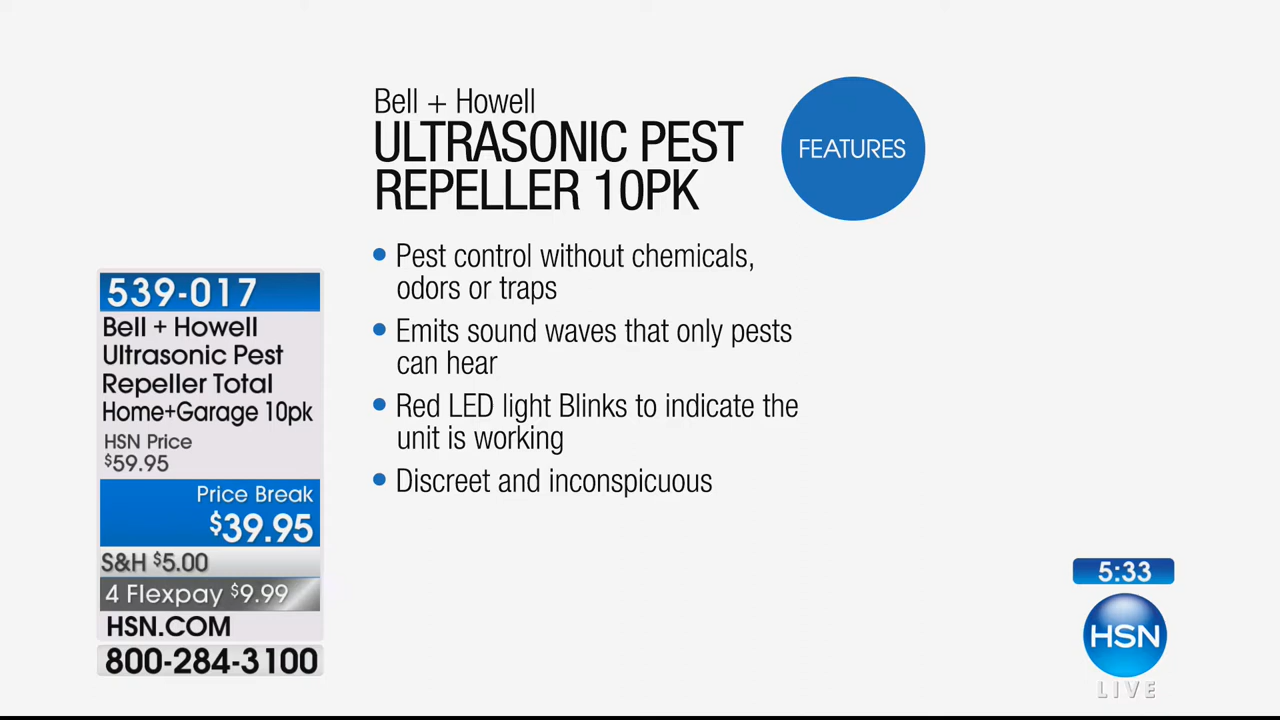 Bell + Howell
ULTRASONIC PEST
REPELLER 10PK
FEATURES
• Pest control without chemicals,
odors or traps
• Emits sound waves that only pests
can hear
• Red LED light Blinks to indicate the
unit is working
• Discreet and inconspicuous
539-017
Bell + Howell
Ultrasonic Pest
Repeller Total
Home+Garage 10pk
HSN Price
$59.95
Price Break
$39.95
S&H $5.00
4 Flexpay $9.99
HSN.COM
800-284-3100
5:33
HSN
LIVE